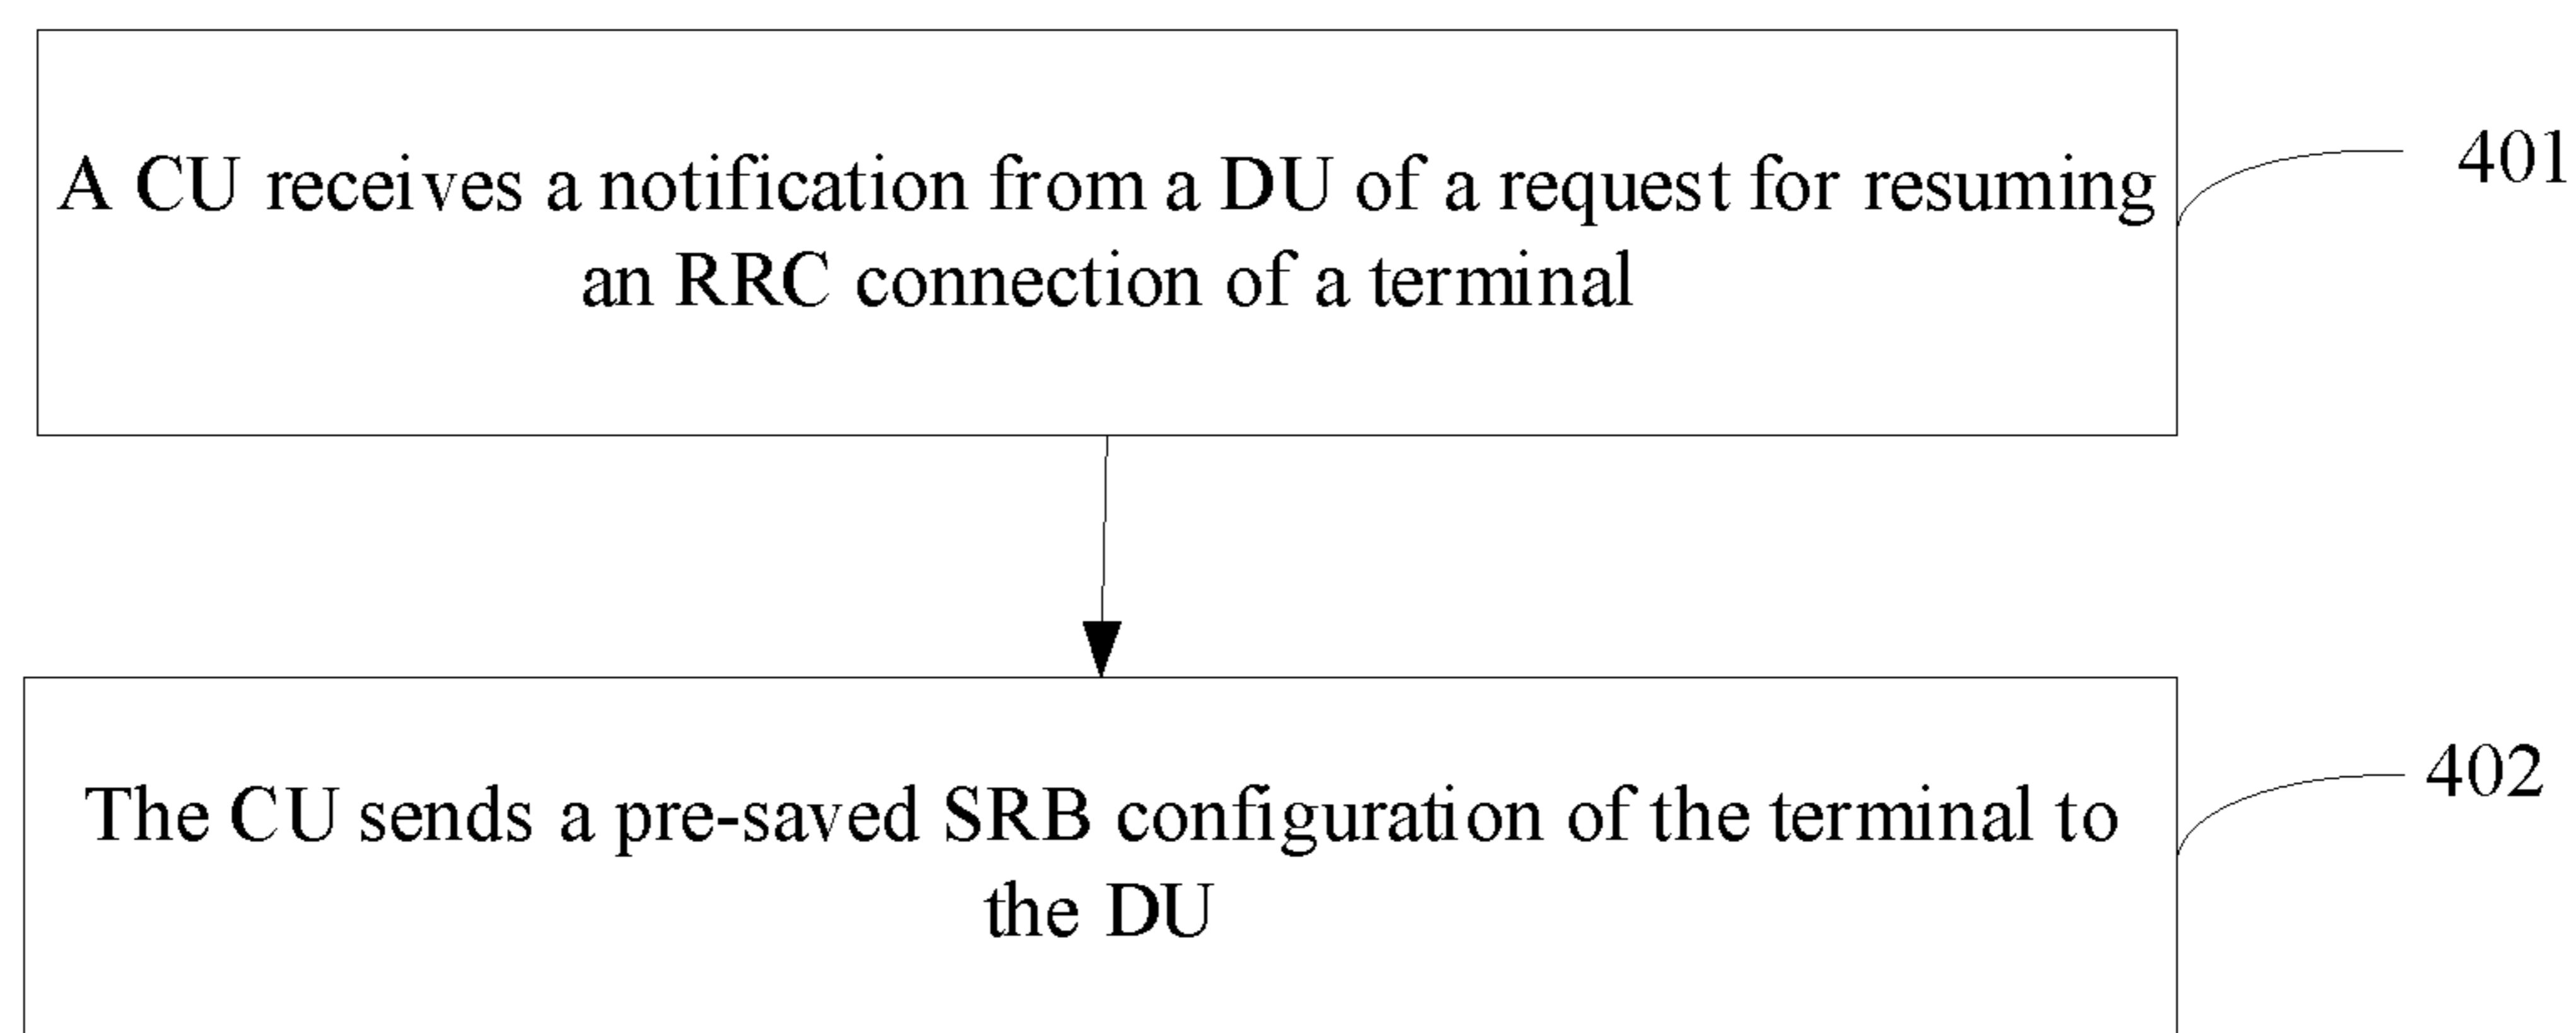 A CU receives a notification from a DU of a request for resuming
an RRC connection of a terminal
401
The CU sends a pre-saved SRB configuration of the terminal to
the DU
402